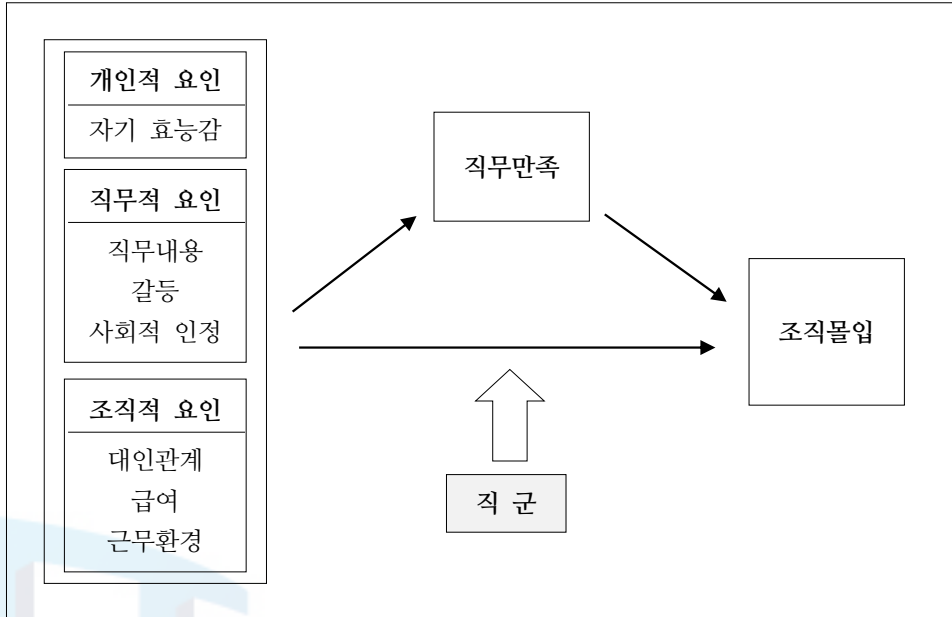 개인적 요인
자기 효능감
직무적 요인
직무내용
갈등
사회적 인정
조직적 요인
대인관계
급여
근무환경
직무만족
조직몰입
직 군